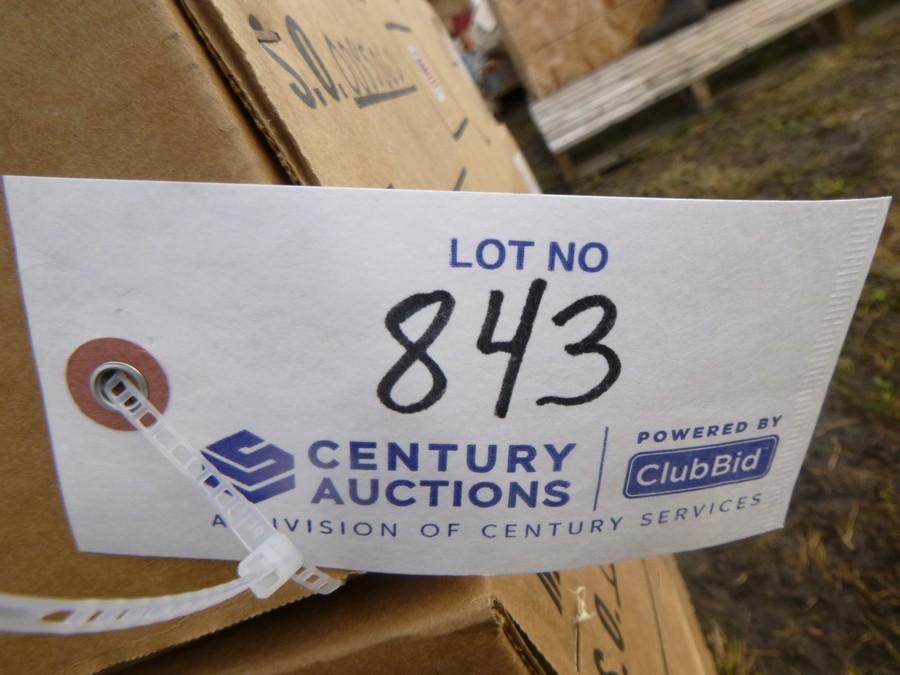 S.O.
LOT NO
843
CENTURY
AUCTIONS
POWERED BY
ClubBid
A DIVISION OF CENTURY SERVICES
S.O.